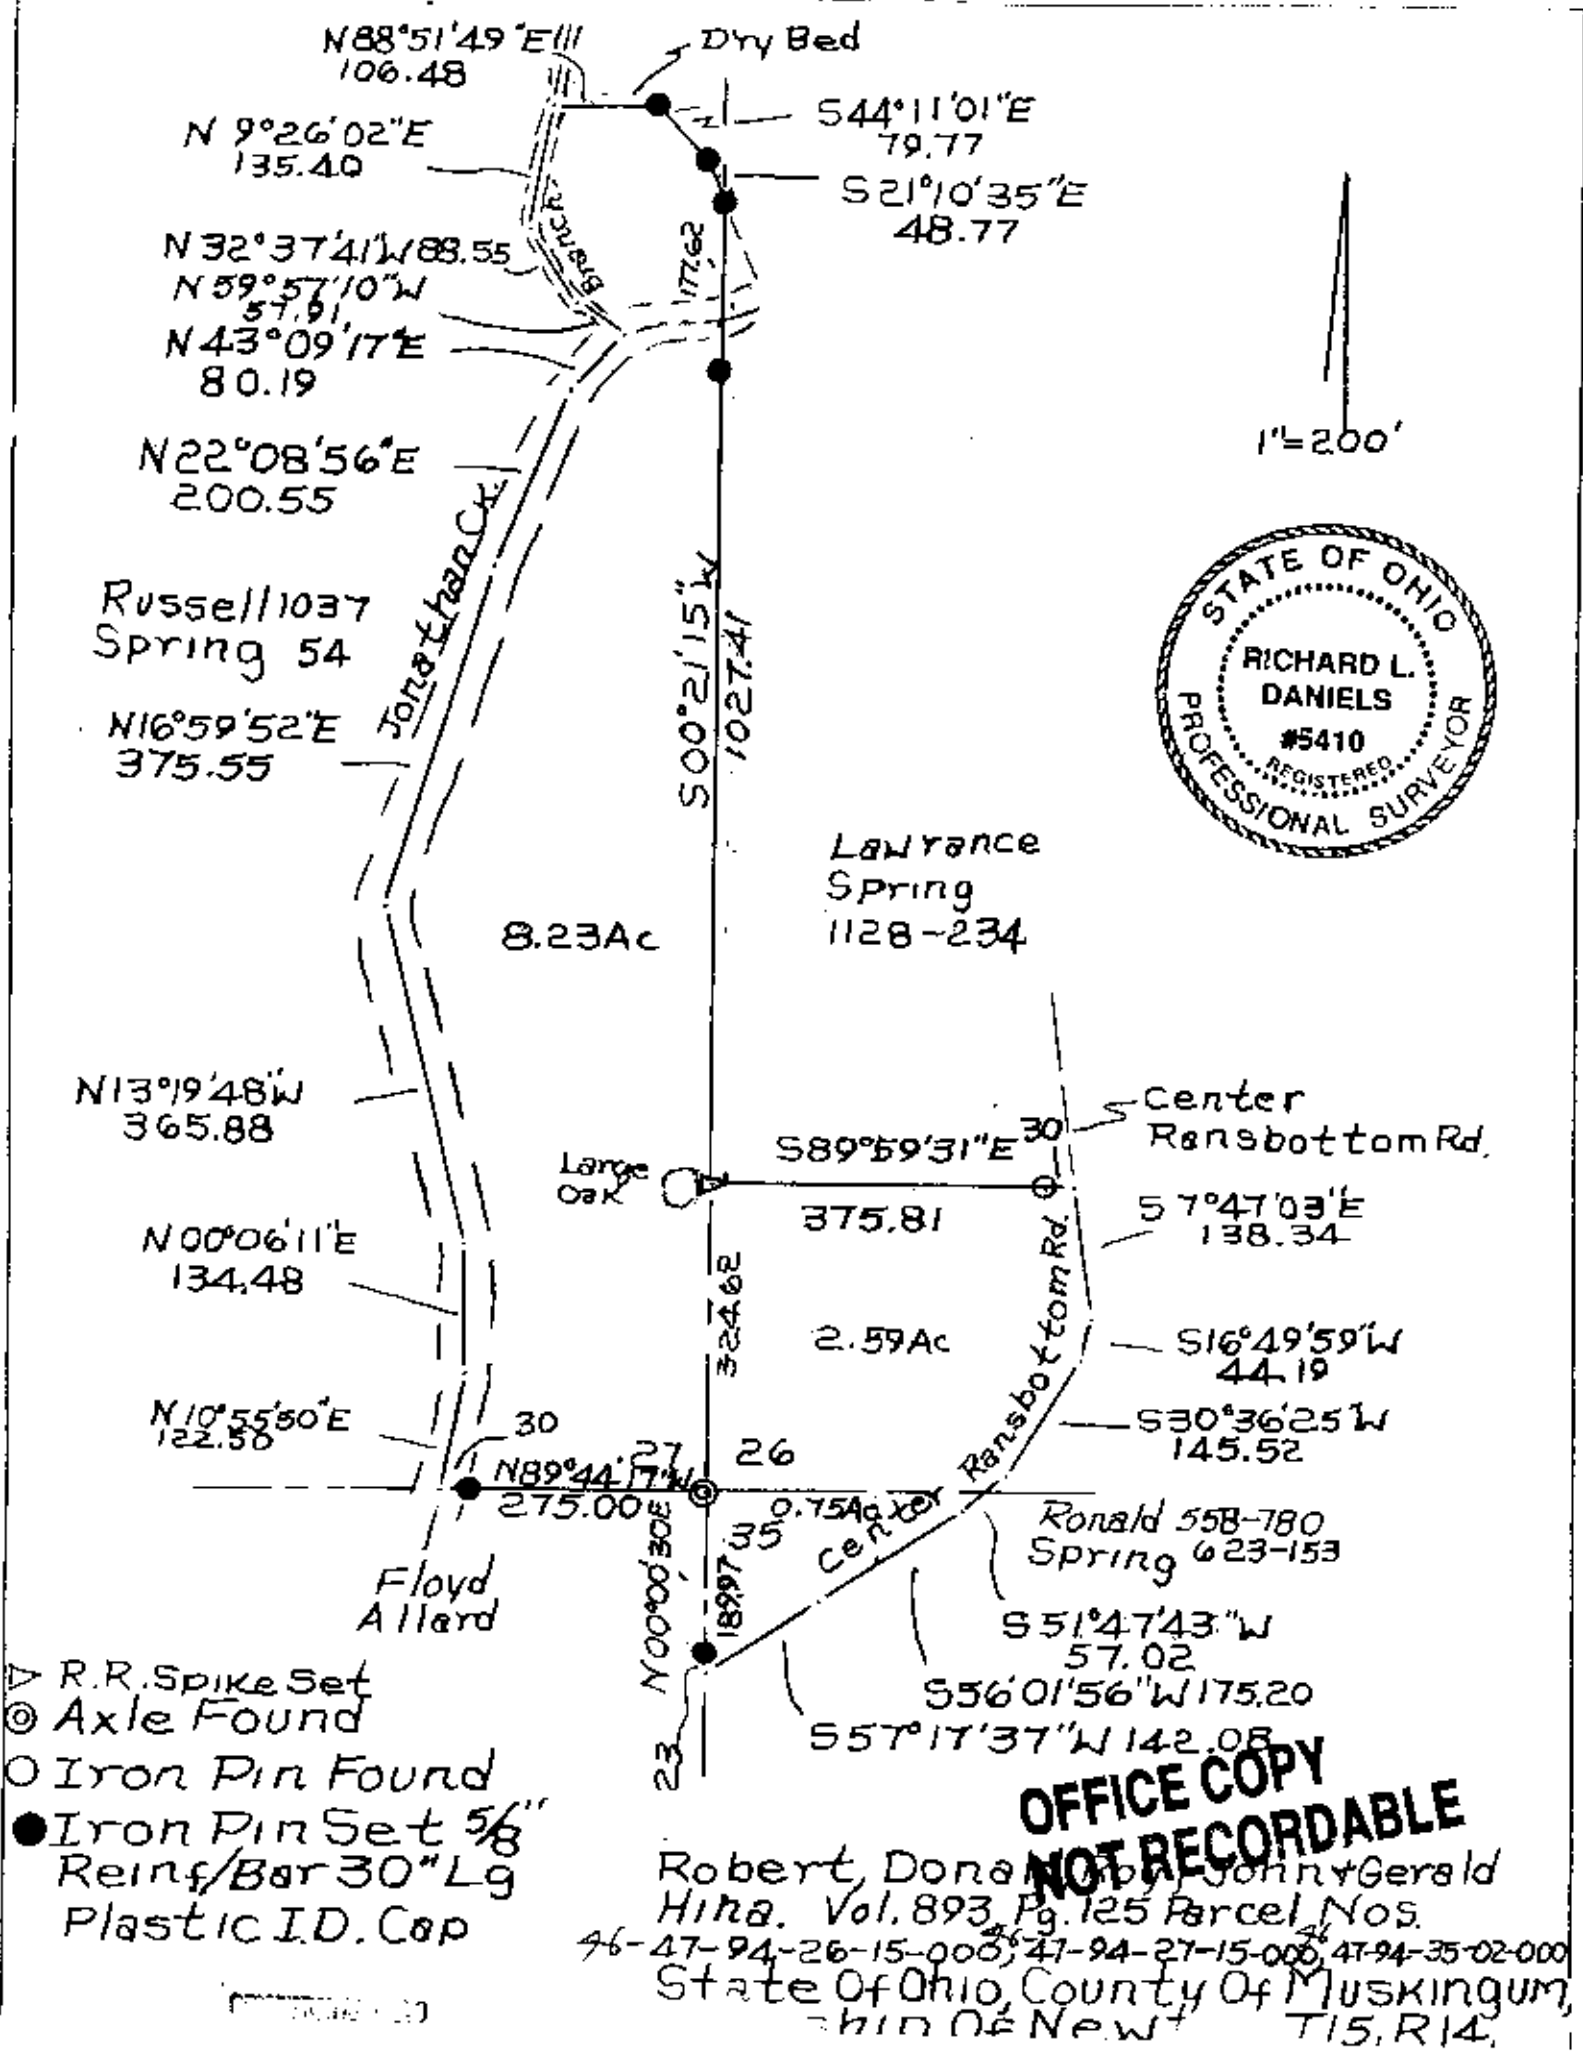 N88°51'49"E
106.48
Dry Bed
N 9°26'02"E
135.40
S44°11'01"E
79.77
S21°10'35"E
48.77
N32°37'41"W 88.55
N59°57'10"W
57.91
N43°09'17"E
80.19
Branch
177.62
1"=200'
N22°08'56"E
200.55
Jonathan Ck.
Russell 1037
Spring 54
N16°59'52"E
375.55
S00°21'15"W
1027.41
STATE OF OHIO
RICHARD L.
DANIELS
#5410
REGISTERED
PROFESSIONAL SURVEYOR
Lawrance
Spring
1128-234
8.23Ac
N13°19'48"W
365.88
Center
Ransbottom Rd.
30
S89°59'31"E
Large
Oak
375.81
S 7°47'03"E
138.34
N00°06'11"E
134.48
324.62
2.59Ac
S16°49'59"W
44.19
N10°55'50"E
122.50
30
27
26
S30°36'25"W
145.52
Center Ransbottom Rd.
N89°44'17"W
275.00
0.75Ac
35
Ronald 558-780
Spring 623-153
N00°00'30E
189.97
Floyd
Allard
S51°47'43"W
57.02
S56°01'56"W 175.20
S57°17'37"W 142.08
23
R.R. Spike Set
Axle Found
Iron Pin Found
Iron Pin Set 5/8"
Reinf/Bar 30" Lg
Plastic I.D. Cap
OFFICE COPY
NOT RECORDABLE
Robert, John & Gerald
Hina. Vol. 893, Pg. 125 Parcel Nos.
46-47-94-26-15-000, 46-47-94-27-15-000, 46-47-94-35-02-000
State Of Ohio, County Of Muskingum,
Of T15, R14,